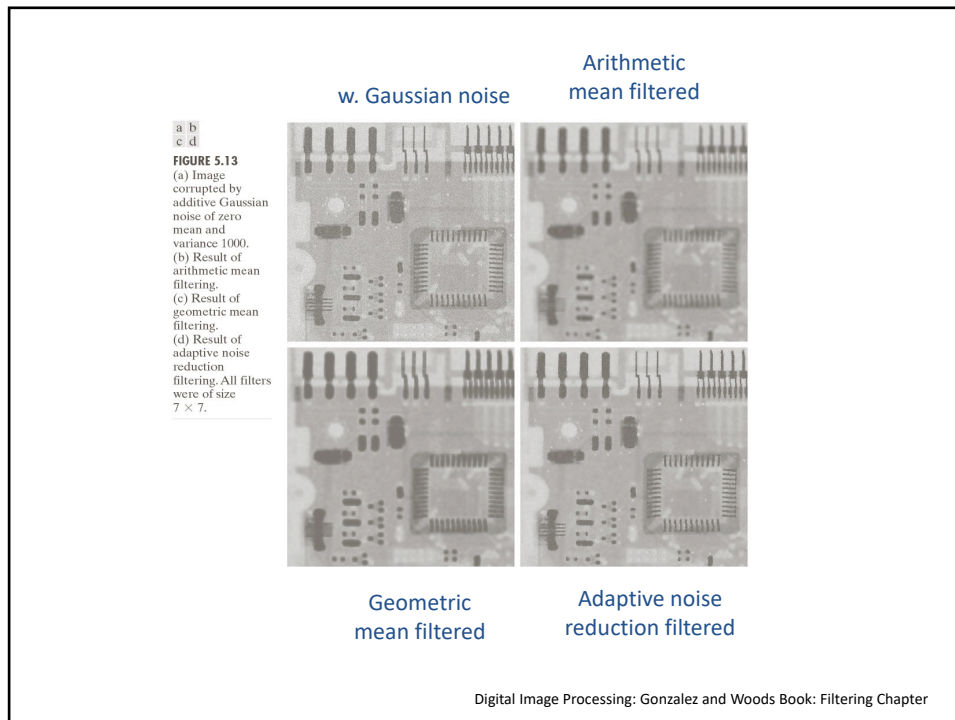 w. Gaussian noise
Arithmetic
mean filtered
a b
c d
FIGURE 5.13
(a) Image
corrupted by
additive Gaussian
noise of zero
mean and
variance 1000.
(b) Result of
arithmetic mean
filtering.
(c) Result of
geometric mean
filtering.
(d) Result of
adaptive noise
reduction
filtering. All filters
were of size
7 × 7.
Geometric
mean filtered
Adaptive noise
reduction filtered
Digital Image Processing: Gonzalez and Woods Book: Filtering Chapter